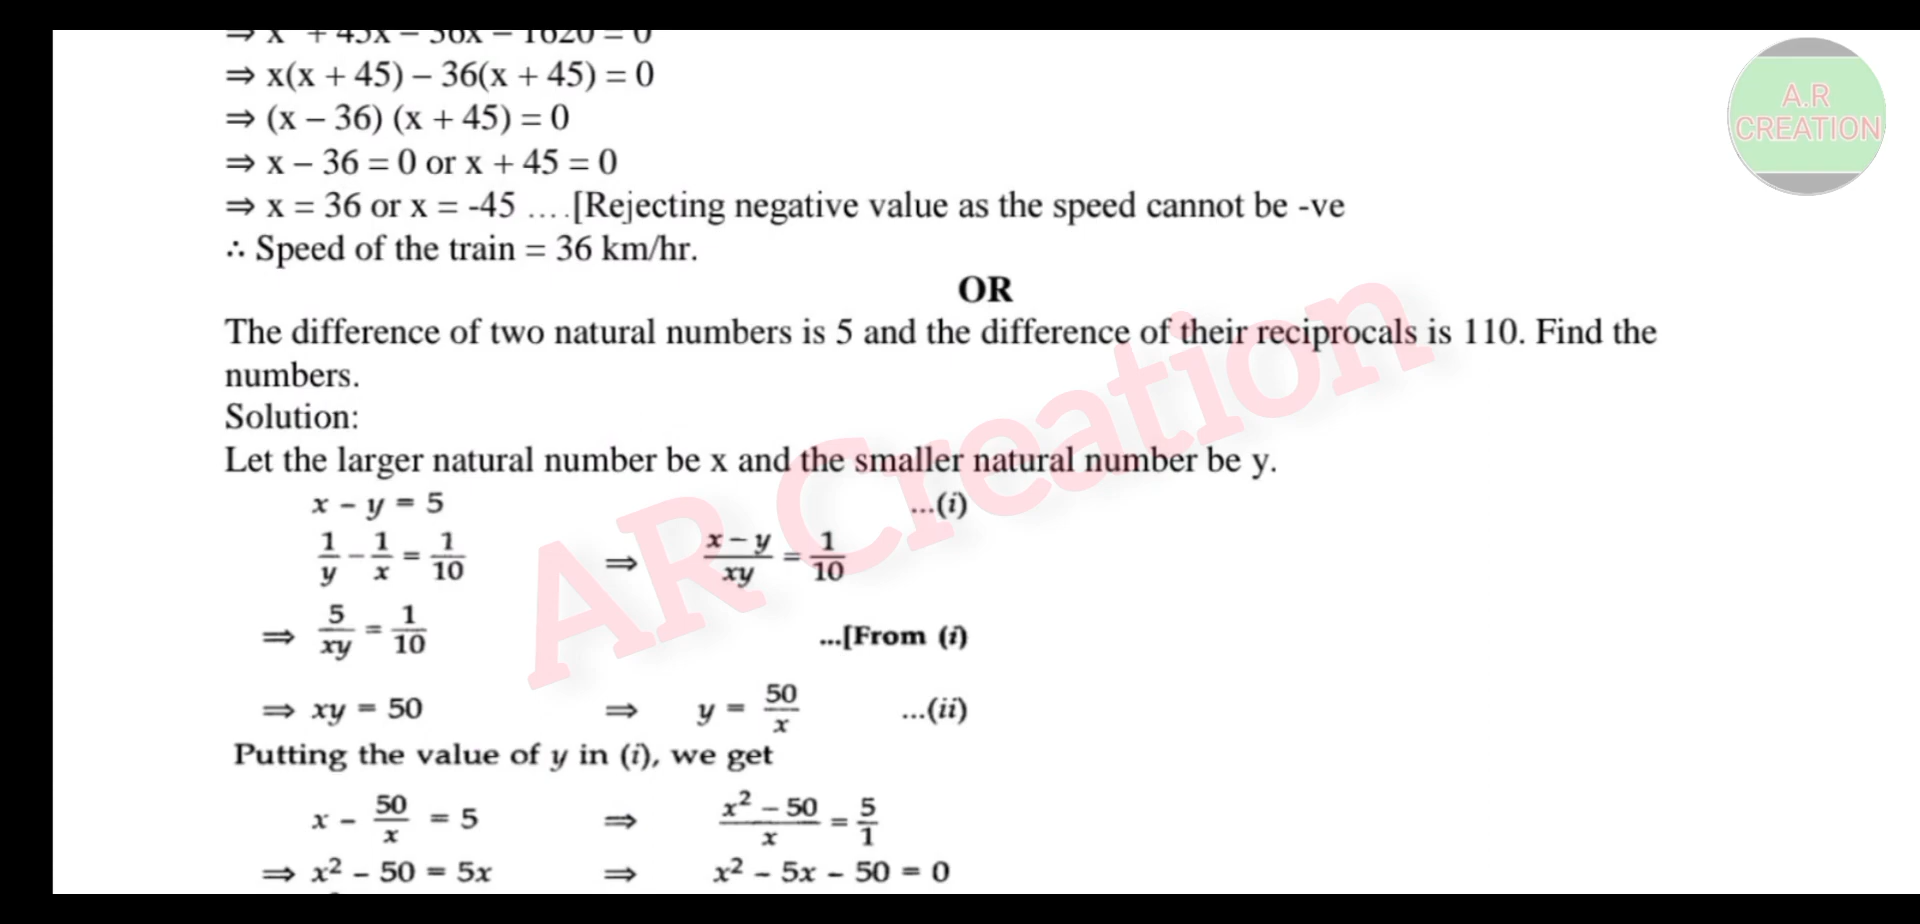 ⇒ x² + 45x – 36x – 1620 = 0
⇒ x(x + 45) – 36(x + 45) = 0
⇒ (x – 36) (x + 45) = 0
⇒ x – 36 = 0 or x + 45 = 0
⇒ x = 36 or x = -45 ….[Rejecting negative value as the speed cannot be -ve
∴ Speed of the train = 36 km/hr.
OR
The difference of two natural numbers is 5 and the difference of their reciprocals is 110. Find the
numbers.
Solution:
Let the larger natural number be x and the smaller natural number be y.
x – y = 5 ...(i)
1/y – 1/x = 1/10 ⇒ (x – y)/xy = 1/10
⇒ 5/xy = 1/10 ...[From (i)
⇒ xy = 50 ⇒ y = 50/x ...(ii)
Putting the value of y in (i), we get
x – 50/x = 5 ⇒ (x² – 50)/x = 5/1
⇒ x² – 50 = 5x ⇒ x² – 5x – 50 = 0
A.R
CREATION
AR Creation